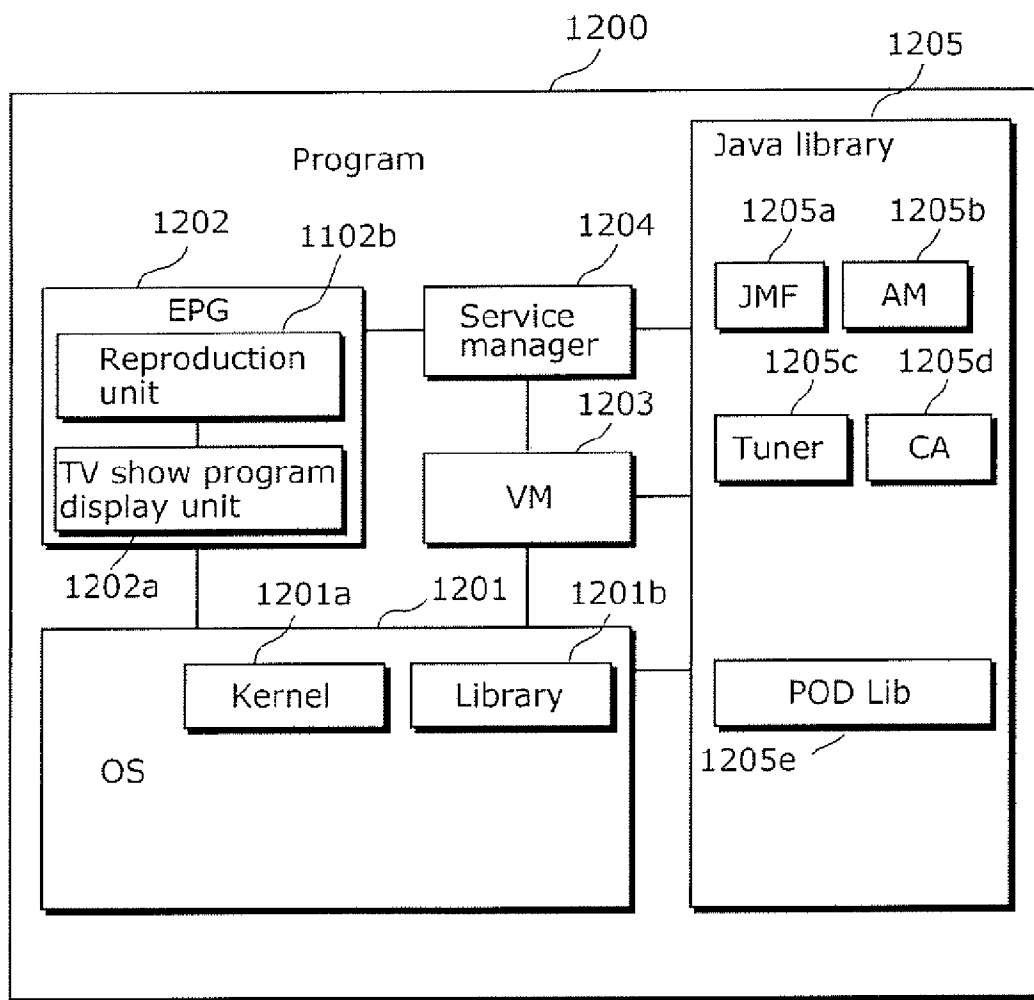 1200
1205
Program
Java library
1202
1102b
1204
1205a
1205b
EPG
Reproduction
unit
Service
manager
JMF
AM
1205c
1205d
1203
TV show program
display unit
VM
Tuner
CA
1202a
1201a
1201
1201b
Kernel
Library
POD Lib
OS
1205e